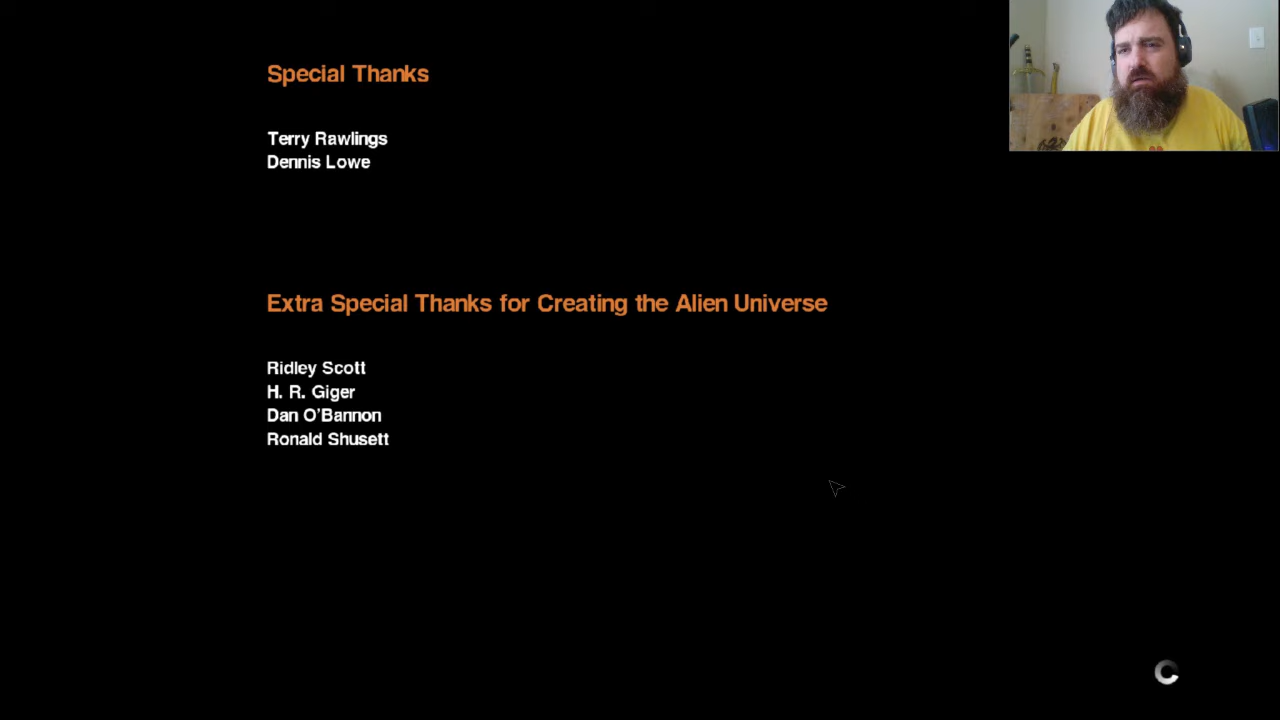 Special Thanks
Terry Rawlings
Dennis Lowe
Extra Special Thanks for Creating the Alien Universe
Ridley Scott
H. R. Giger
Dan O'Bannon
Ronald Shusett